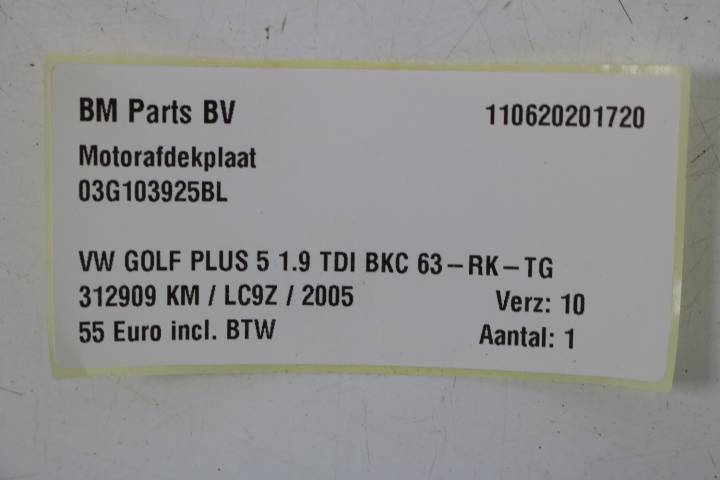 BM Parts BV 110620201720
Motorafdekplaat
03G103925BL
VW GOLF PLUS 5 1.9 TDI BKC 63-RK-TG
312909 KM / LC9Z / 2005 Verz: 10
55 Euro incl. BTW Aantal: 1